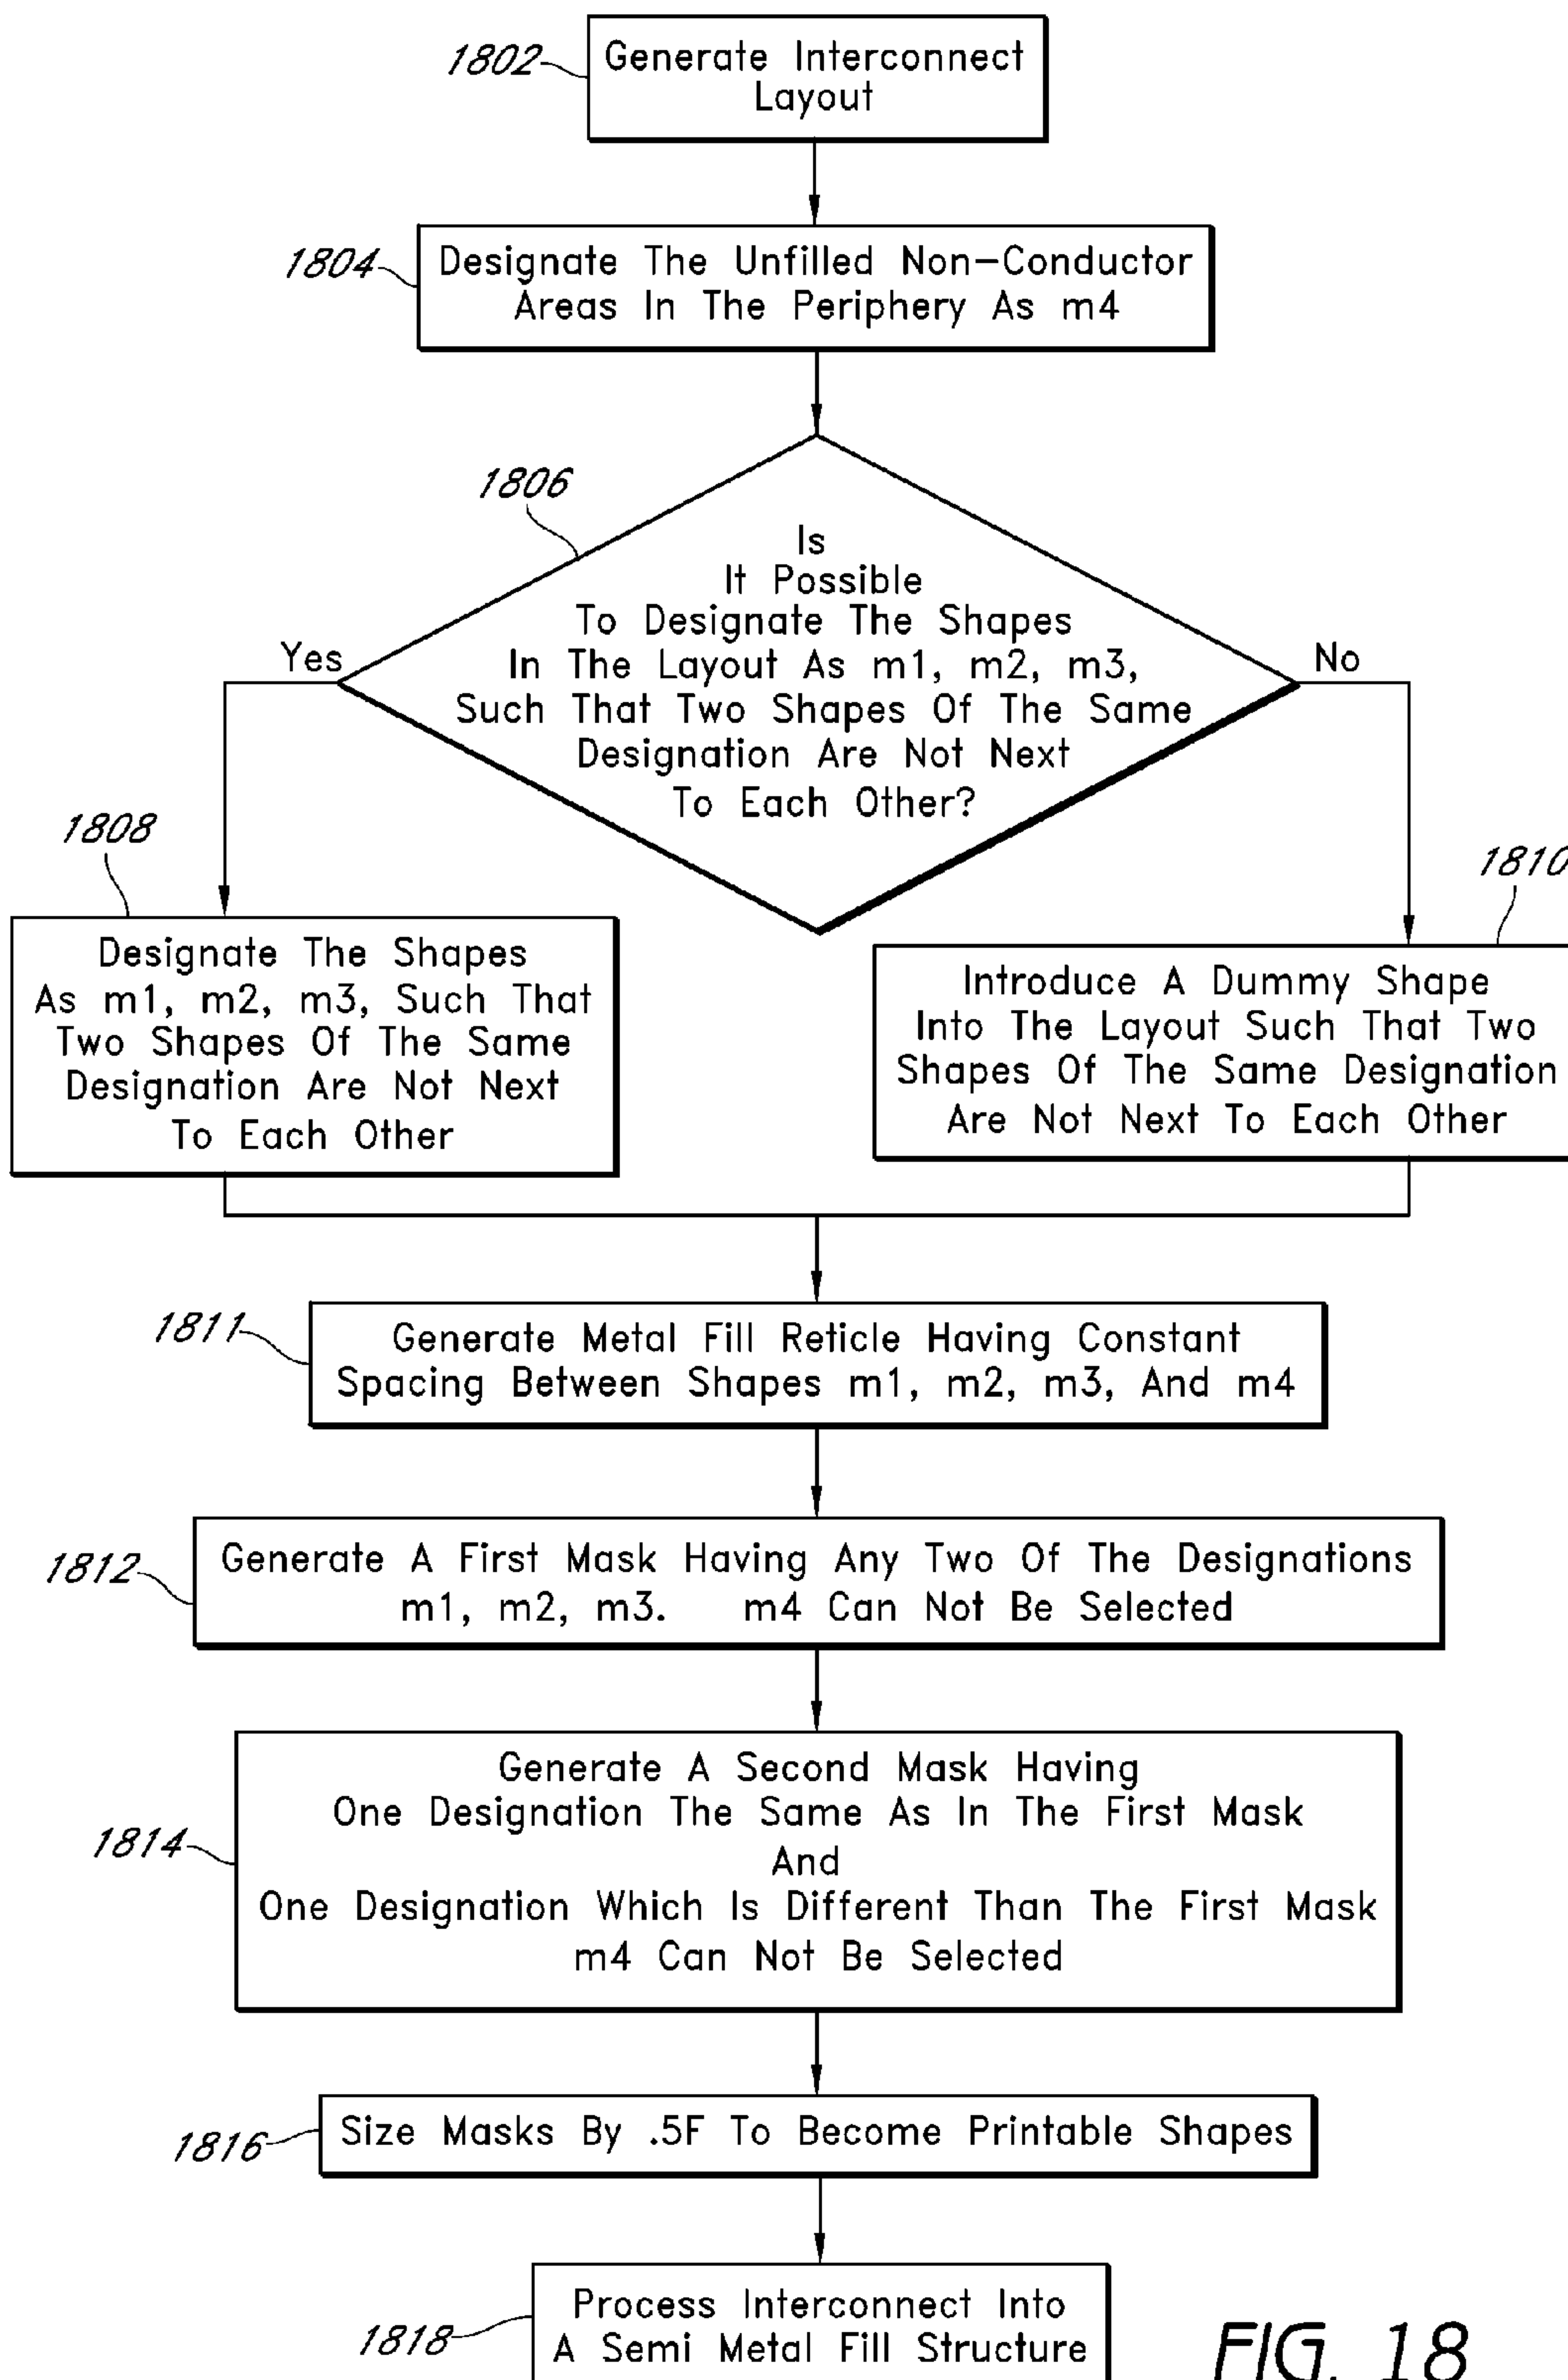 1802
Generate Interconnect
Layout
1804
Designate The Unfilled Non-Conductor
Areas In The Periphery As m4
1806
Is
It Possible
To Designate The Shapes
In The Layout As m1, m2, m3,
Such That Two Shapes Of The Same
Designation Are Not Next
To Each Other?
Yes
No
1808
Designate The Shapes
As m1, m2, m3, Such That
Two Shapes Of The Same
Designation Are Not Next
To Each Other
1810
Introduce A Dummy Shape
Into The Layout Such That Two
Shapes Of The Same Designation
Are Not Next To Each Other
1811
Generate Metal Fill Reticle Having Constant
Spacing Between Shapes m1, m2, m3, And m4
1812
Generate A First Mask Having Any Two Of The Designations
m1, m2, m3. m4 Can Not Be Selected
1814
Generate A Second Mask Having
One Designation The Same As In The First Mask
And
One Designation Which Is Different Than The First Mask
m4 Can Not Be Selected
1816
Size Masks By .5F To Become Printable Shapes
1818
Process Interconnect Into
A Semi Metal Fill Structure
FIG. 18